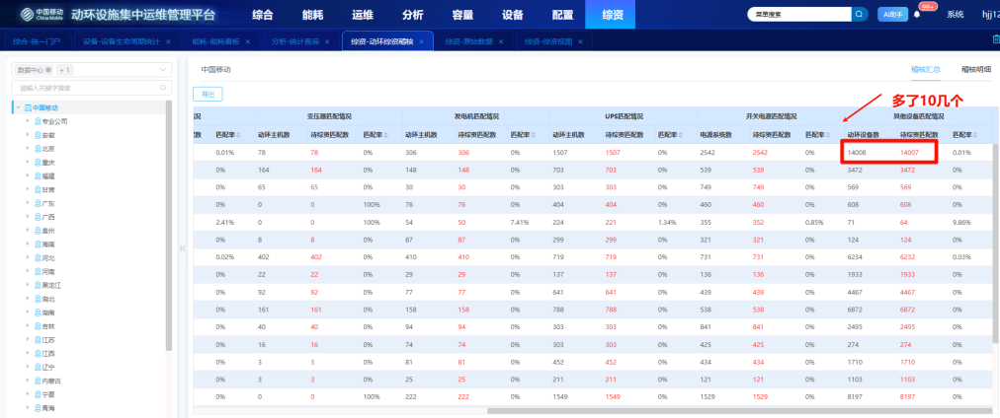 中国移动 China Mobile 动环设施集中运维管理平台 综合 能耗 运维 分析 容量 设备 配置 综资 菜单搜索 AI助手 99+ 系统 hjj12
综合-统一门户 设备-设备生命周期统计 × 能耗-能耗看板 × 分析-统计查询 × 综资-动环综资稽核 × 综资-原始数据 × 综资-综资视图 ×
数据中心 + 1
请输入关键字搜索
中国移动
专业公司
安徽
北京
重庆
福建
甘肃
广东
广西
贵州
海南
河北
河南
黑龙江
湖北
湖南
吉林
江苏
江西
辽宁
内蒙古
宁夏
青海
中国移动 稽核汇总 稽核明细
导出
多了10几个
况 变压器匹配情况 发电机匹配情况 UPS匹配情况 开关电源匹配情况 其他设备匹配情况
数 匹配率 动环主机数 待综资匹配数 匹配率 动环主机数 待综资匹配数 匹配率 动环主机数 待综资匹配数 匹配率 电源系统数 待综资匹配数 匹配率 动环设备数 待综资匹配数 匹配率
0.01% 78 78 0% 306 306 0% 1507 1507 0% 2542 2542 0% 14008 14007 0.01%
0% 164 164 0% 148 148 0% 703 703 0% 539 539 0% 3472 3472 0%
0% 65 65 0% 30 30 0% 303 303 0% 749 749 0% 569 569 0%
0% 0 0 100% 76 76 0% 404 404 0% 460 460 0% 608 608 0%
2.41% 0 0 100% 54 50 7.41% 224 221 1.34% 355 352 0.85% 71 64 9.86%
0% 8 8 0% 87 87 0% 299 299 0% 321 321 0% 124 124 0%
0.02% 402 402 0% 410 410 0% 719 719 0% 731 731 0% 6234 6232 0.03%
0% 22 22 0% 29 29 0% 137 137 0% 136 136 0% 1933 1933 0%
0% 92 92 0% 77 77 0% 641 641 0% 439 439 0% 4467 4467 0%
0% 161 161 0% 158 158 0% 788 788 0% 538 538 0% 6872 6872 0%
0% 40 40 0% 94 94 0% 303 303 0% 841 841 0% 2495 2495 0%
0% 16 16 0% 74 74 0% 303 303 0% 425 425 0% 274 274 0%
0% 3 3 0% 81 81 0% 452 452 0% 434 434 0% 1710 1710 0%
0% 3 3 0% 25 25 0% 211 211 0% 121 121 0% 1103 1103 0%
0% 0 0 100% 222 222 0% 1549 1549 0% 1529 1529 0% 8197 8197 0%